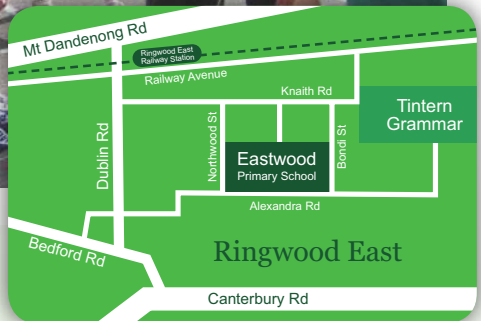 Mt Dandenong Rd
Ringwood East
Railway Station
Railway Avenue
Knaith Rd
Tintern
Grammar
Dublin Rd
Northwood St
Eastwood
Primary School
Bondi St
Alexandra Rd
Bedford Rd
Ringwood East
Canterbury Rd